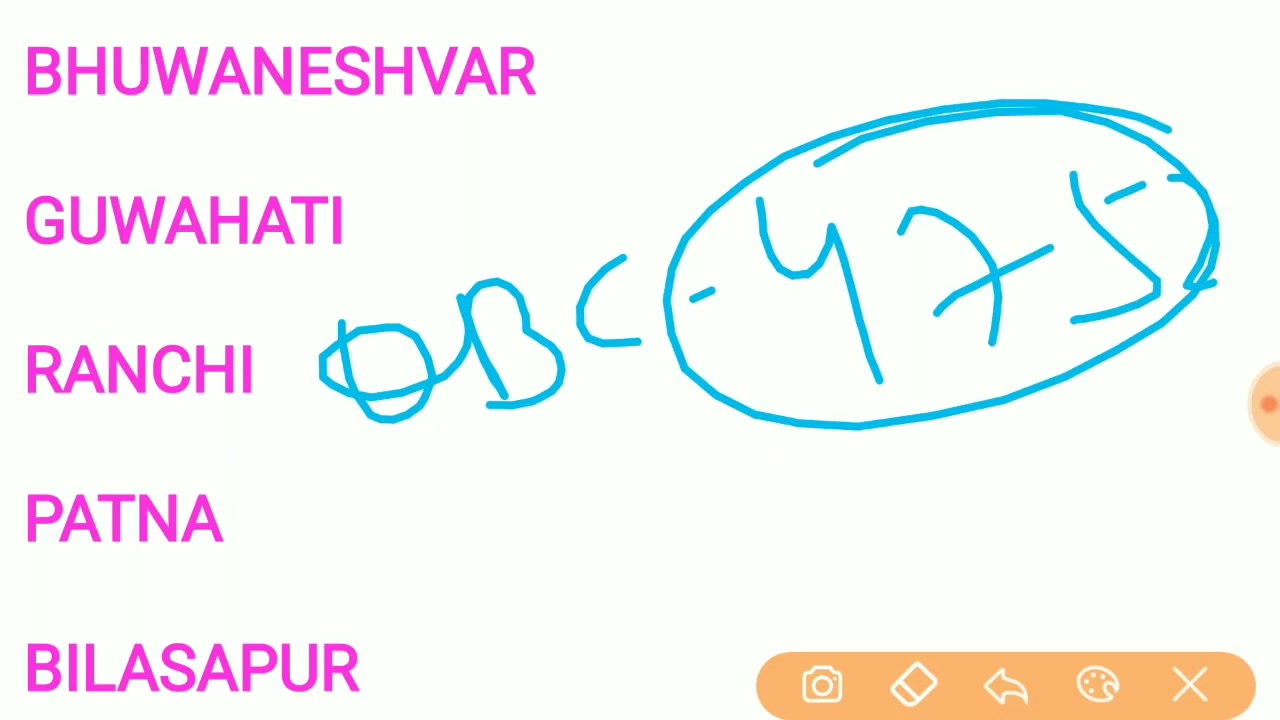 BHUWANESHVAR
GUWAHATI
RANCHI OBC - 475 -
PATNA
BILASAPUR